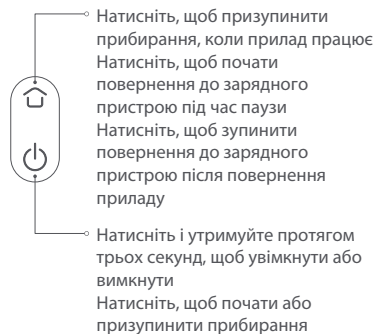 Натисніть, щоб призупинити
прибирання, коли прилад працює
Натисніть, щоб почати
повернення до зарядного
пристрою під час паузи
Натисніть, щоб зупинити
повернення до зарядного
пристрою після повернення
приладу
Натисніть і утримуйте протягом
трьох секунд, щоб увімкнути або
вимкнути
Натисніть, щоб почати або
призупинити прибирання